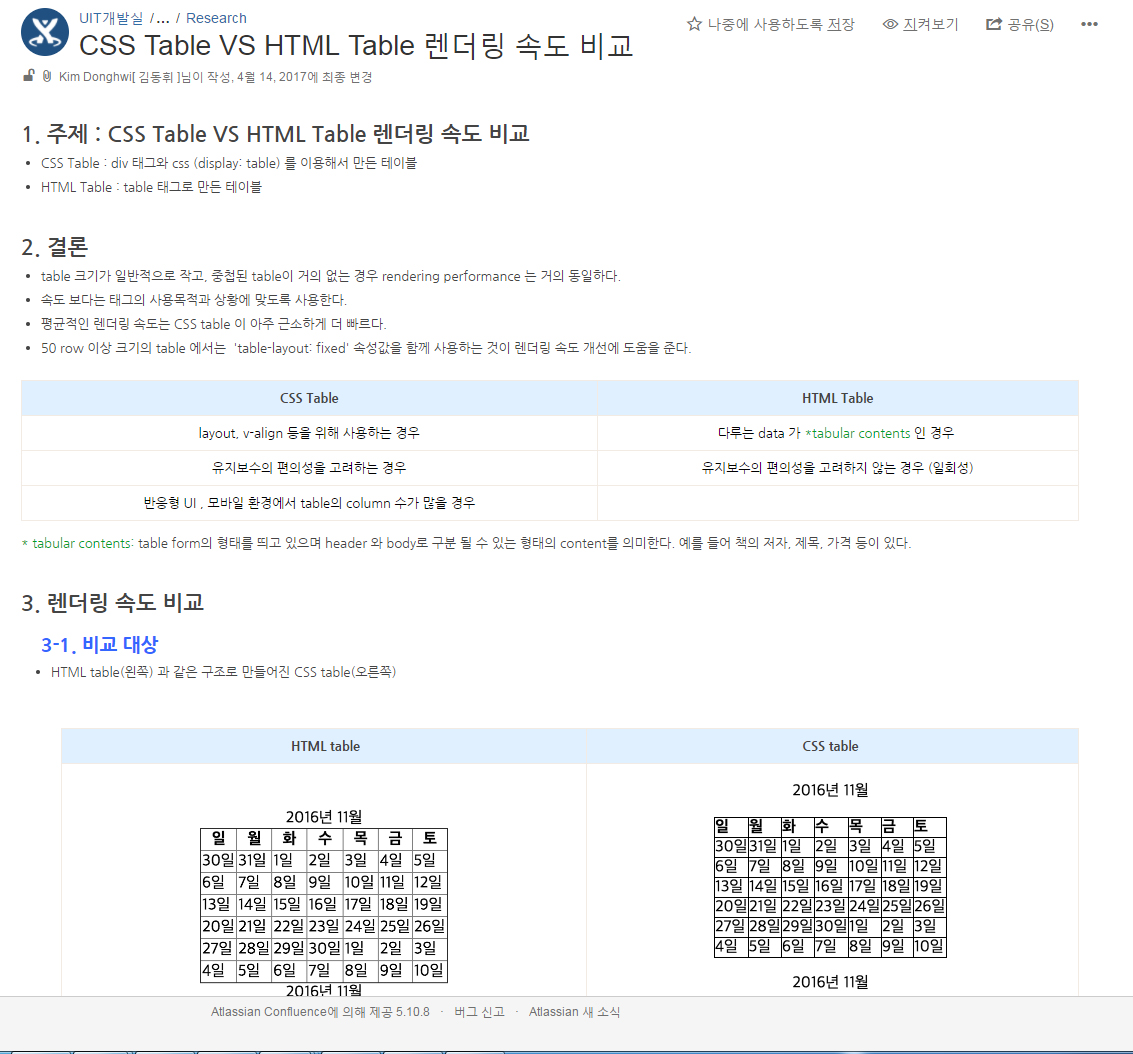 UIT개발실 /... / Research
☆ 나중에 사용하도록 저장 지켜보기 공유(S) •••
CSS Table VS HTML Table 렌더링 속도 비교
Kim Donghwi[ 김동휘 ]님이 작성, 4월 14, 2017에 최종 변경
1. 주제 : CSS Table VS HTML Table 렌더링 속도 비교
• CSS Table : div 태그와 css (display: table) 를 이용해서 만든 테이블
• HTML Table : table 태그로 만든 테이블
2. 결론
• table 크기가 일반적으로 작고, 중첩된 table이 거의 없는 경우 rendering performance 는 거의 동일하다.
• 속도 보다는 태그의 사용목적과 상황에 맞도록 사용한다.
• 평균적인 렌더링 속도는 CSS table 이 아주 근소하게 더 빠르다.
• 50 row 이상 크기의 table 에서는 'table-layout: fixed' 속성값을 함께 사용하는 것이 렌더링 속도 개선에 도움을 준다.
CSS Table HTML Table
layout, v-align 등을 위해 사용하는 경우 다루는 data 가 *tabular contents 인 경우
유지보수의 편의성을 고려하는 경우 유지보수의 편의성을 고려하지 않는 경우 (일회성)
반응형 UI , 모바일 환경에서 table의 column 수가 많을 경우
* tabular contents: table form의 형태를 띄고 있으며 header 와 body로 구분 될 수 있는 형태의 content를 의미한다. 예를 들어 책의 저자, 제목, 가격 등이 있다.
3. 렌더링 속도 비교
3-1. 비교 대상
• HTML table(왼쪽) 과 같은 구조로 만들어진 CSS table(오른쪽)
HTML table CSS table
2016년 11월
일 월 화 수 목 금 토
30일 31일 1일 2일 3일 4일 5일
6일 7일 8일 9일 10일 11일 12일
13일 14일 15일 16일 17일 18일 19일
20일 21일 22일 23일 24일 25일 26일
27일 28일 29일 30일 1일 2일 3일
4일 5일 6일 7일 8일 9일 10일
2016년 11월
2016년 11월
일 월 화 수 목 금 토
30일 31일 1일 2일 3일 4일 5일
6일 7일 8일 9일 10일 11일 12일
13일 14일 15일 16일 17일 18일 19일
20일 21일 22일 23일 24일 25일 26일
27일 28일 29일 30일 1일 2일 3일
4일 5일 6일 7일 8일 9일 10일
2016년 11월
Atlassian Confluence에 의해 제공 5.10.8 · 버그 신고 · Atlassian 새 소식